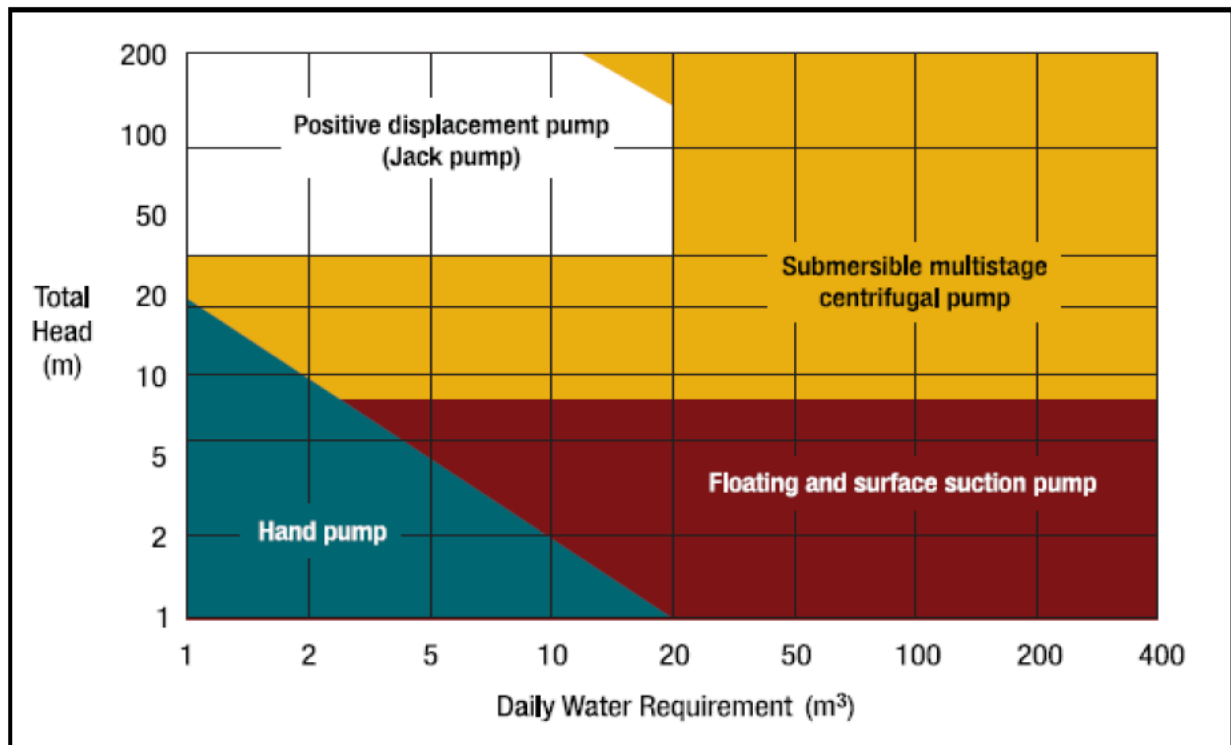 200
100
50
20
10
5
2
1
Total
Head
(m)
Positive displacement pump
(Jack pump)
Submersible multistage
centrifugal pump
Floating and surface suction pump
Hand pump
1 2 5 10 20 50 100 200 400
Daily Water Requirement (m³)